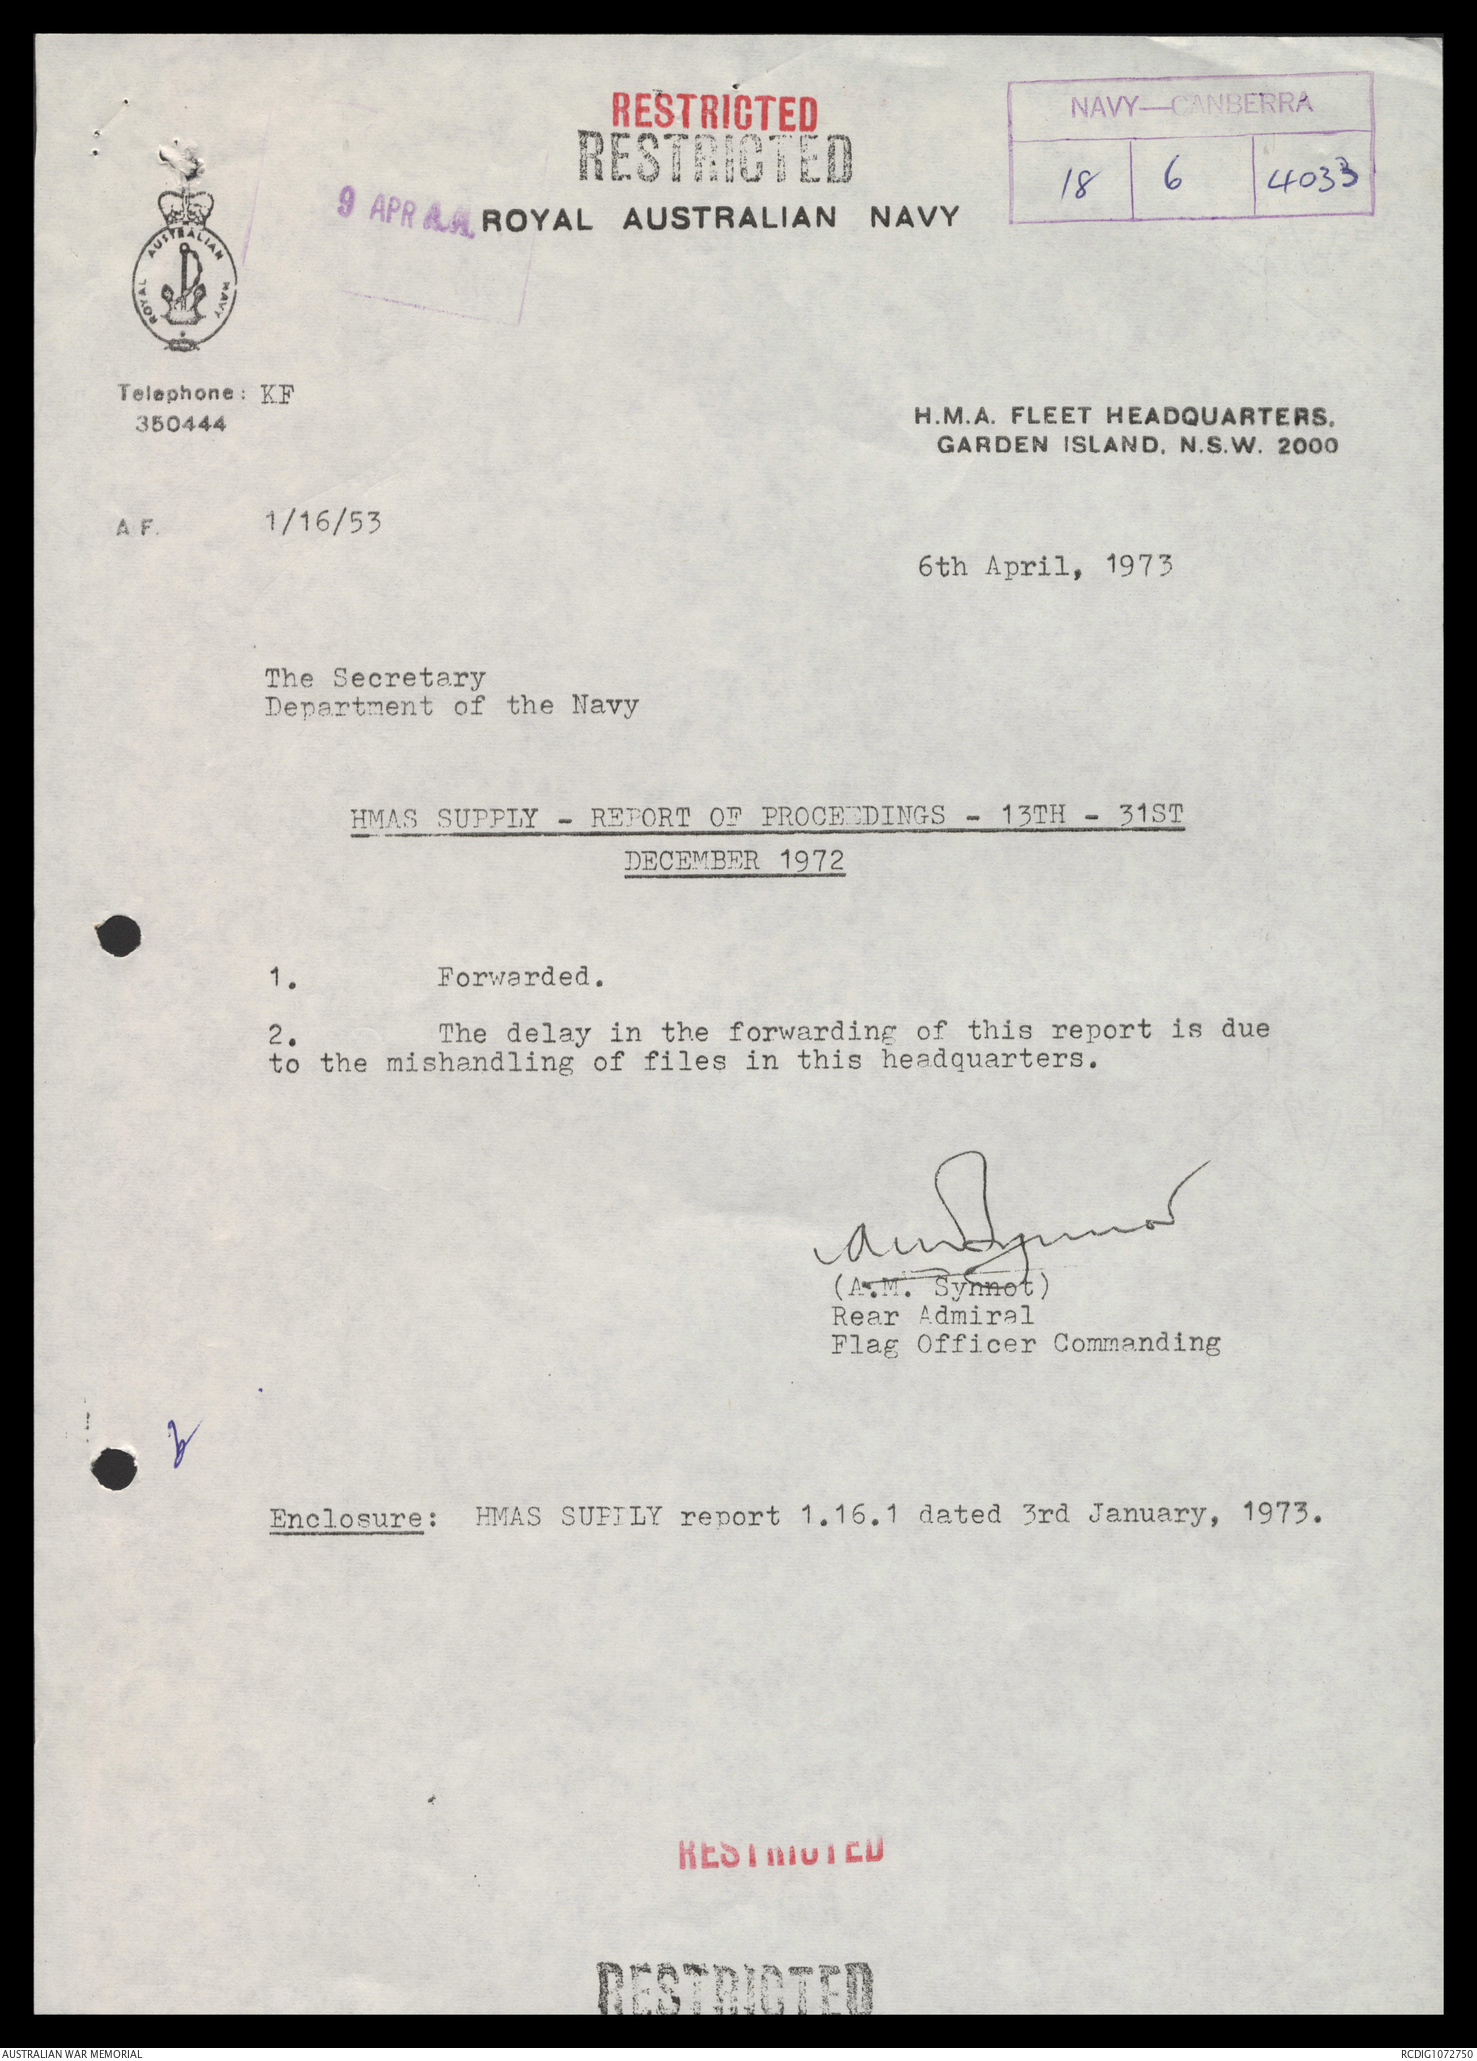 RESTRICTED
RESTRICTED
NAVY—CANBERRA
18 6 4033
9 APR
ROYAL AUSTRALIAN NAVY
ROYAL AUSTRALIAN NAVY
Telephone: KF
350444
H.M.A. FLEET HEADQUARTERS,
GARDEN ISLAND, N.S.W. 2000
A F. 1/16/53
6th April, 1973
The Secretary
Department of the Navy
HMAS SUPPLY - REPORT OF PROCEEDINGS - 13TH - 31ST
DECEMBER 1972
1. Forwarded.
2. The delay in the forwarding of this report is due
to the mishandling of files in this headquarters.
(A.M. Synnot)
Rear Admiral
Flag Officer Commanding
Enclosure: HMAS SUPPLY report 1.16.1 dated 3rd January, 1973.
RESTRICTED
RESTRICTED
AUSTRALIAN WAR MEMORIAL
RCDIG1072750